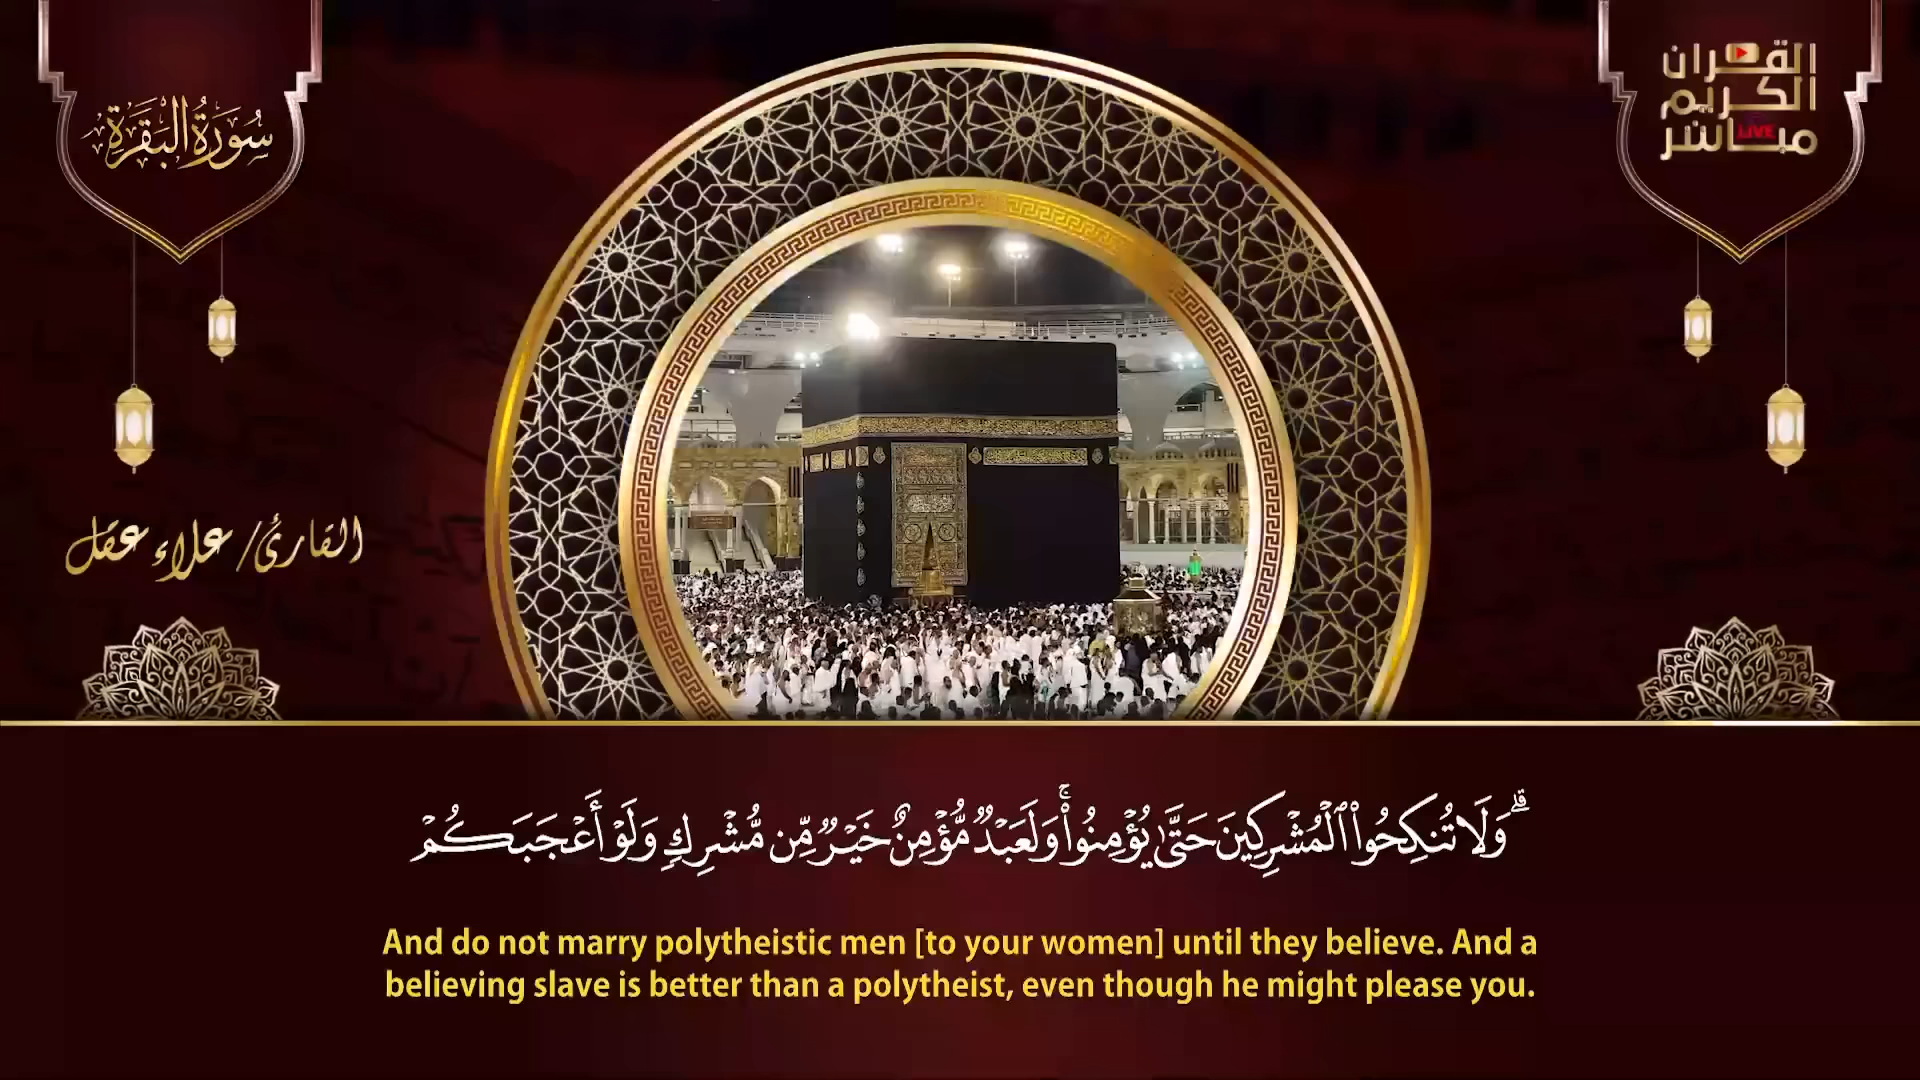 سُورَةُ الْبَقَرَةِ
القرآن
الكريم
مباشر
LIVE
القارئ/ علاء عقل
ۗ وَلَا تُنكِحُوا۟ ٱلْمُشْرِكِينَ حَتَّىٰ يُؤْمِنُوا۟ ۚ وَلَعَبْدٌ مُّؤْمِنٌ خَيْرٌ مِّن مُّشْرِكٍ وَلَوْ أَعْجَبَكُمْ
And do not marry polytheistic men [to your women] until they believe. And a
believing slave is better than a polytheist, even though he might please you.